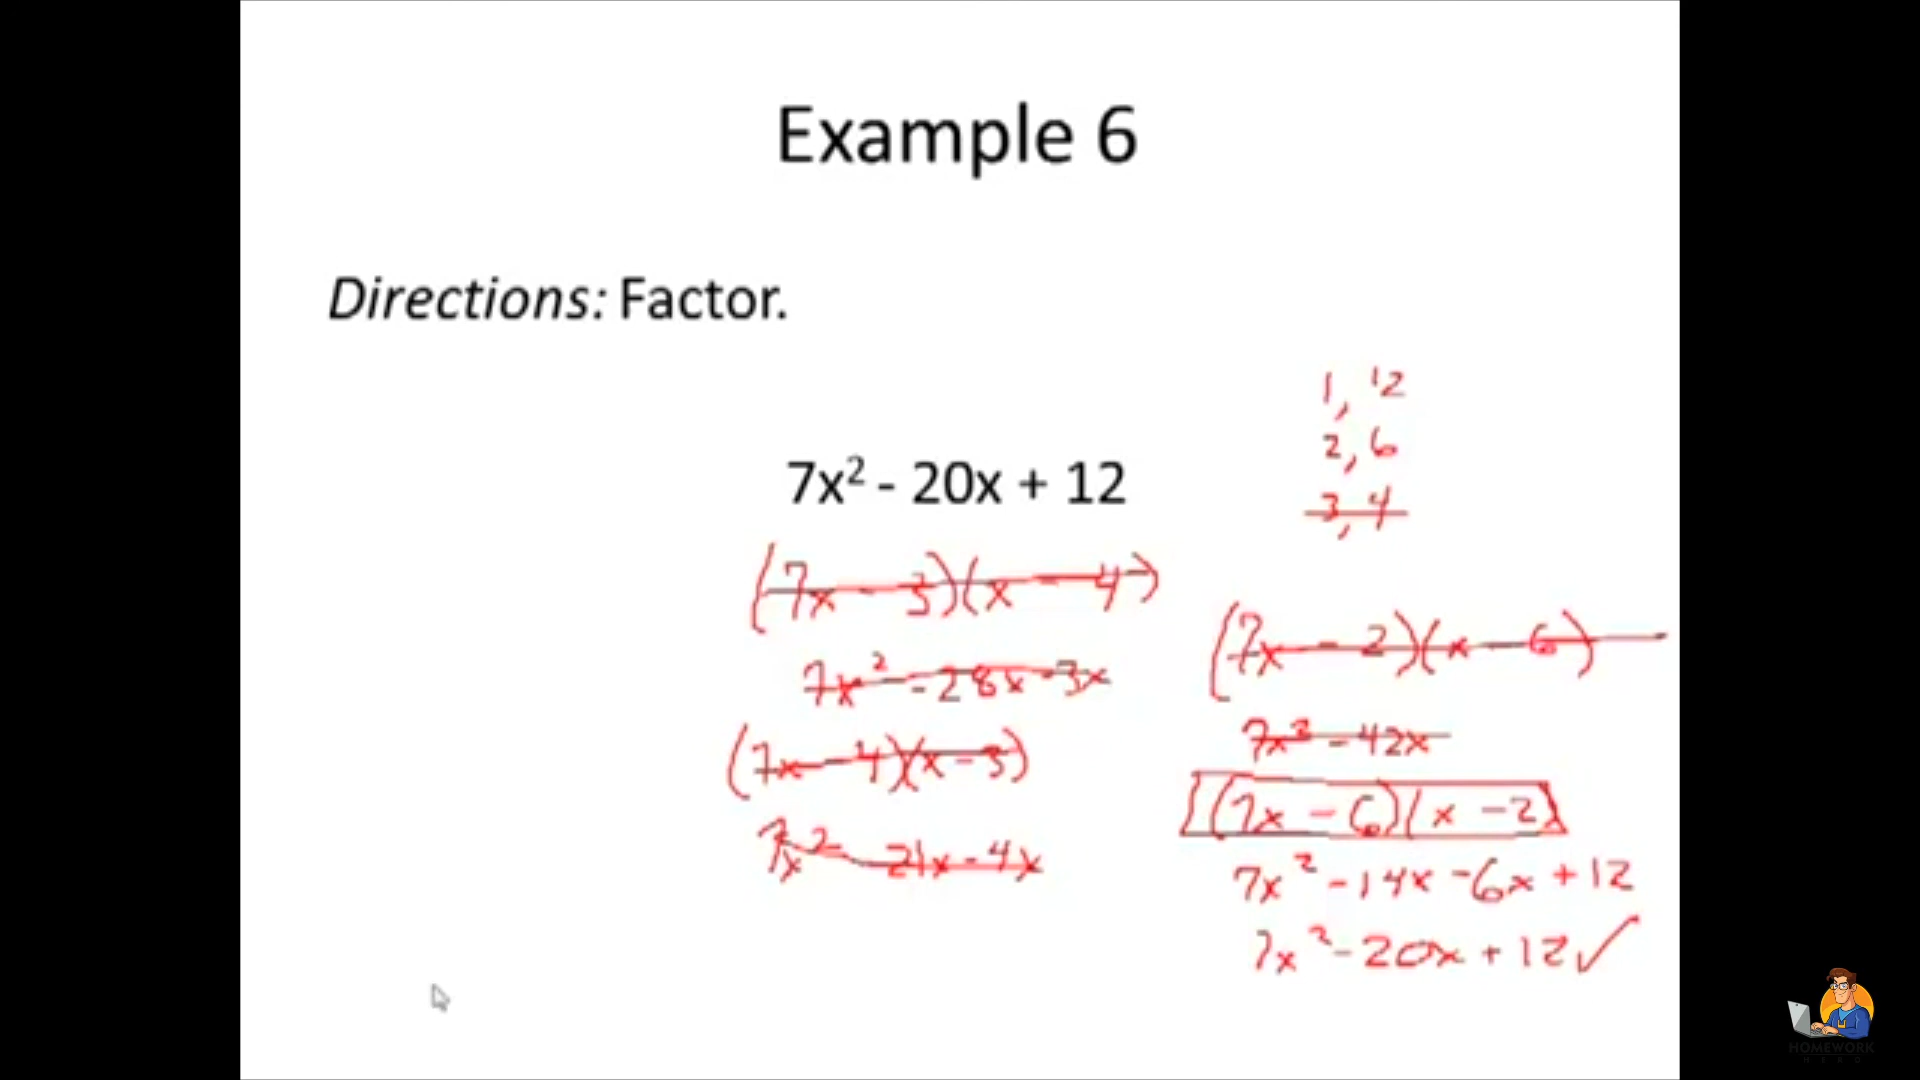 Example 6
Directions: Factor.
7x² - 20x + 12
1, 12
2, 6
3, 4
(7x - 3)(x - 4)
7x² - 28x - 3x
(7x - 4)(x - 3)
7x² - 21x - 4x
(7x - 2)(x - 6)
7x² - 42x
(7x - 6)(x - 2)
7x² - 14x - 6x + 12
7x² - 20x + 12 ✓
HOMEWORK
HERO